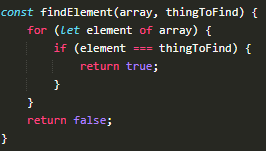 const findElement(array, thingToFind) {
    for (let element of array) {
        if (element === thingToFind) {
            return true;
        }
    }
    return false;
}